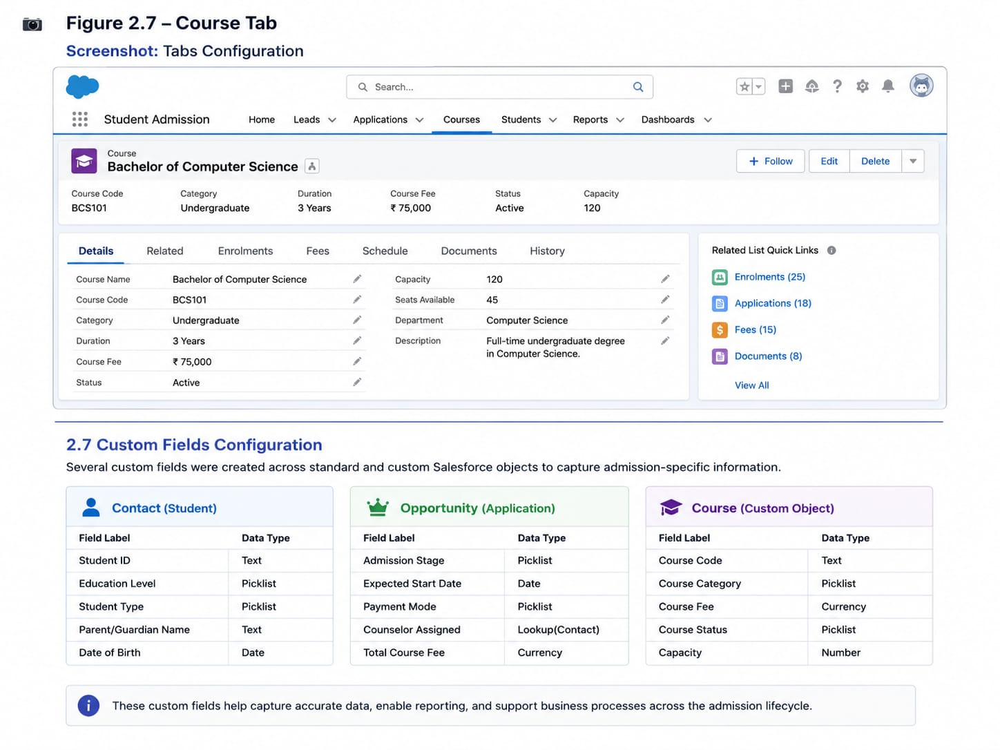 Figure 2.7 – Course Tab
Screenshot: Tabs Configuration
Search...
Student Admission Home Leads Applications Courses Students Reports Dashboards
Course
Bachelor of Computer Science
+ Follow Edit Delete
Course Code Category Duration Course Fee Status Capacity
BCS101 Undergraduate 3 Years ₹ 75,000 Active 120
Details Related Enrolments Fees Schedule Documents History
Course Name Bachelor of Computer Science
Course Code BCS101
Category Undergraduate
Duration 3 Years
Course Fee ₹ 75,000
Status Active
Capacity 120
Seats Available 45
Department Computer Science
Description Full-time undergraduate degree
in Computer Science.
Related List Quick Links
Enrolments (25)
Applications (18)
Fees (15)
Documents (8)
View All
2.7 Custom Fields Configuration
Several custom fields were created across standard and custom Salesforce objects to capture admission-specific information.
Contact (Student)
Field Label Data Type
Student ID Text
Education Level Picklist
Student Type Picklist
Parent/Guardian Name Text
Date of Birth Date
Opportunity (Application)
Field Label Data Type
Admission Stage Picklist
Expected Start Date Date
Payment Mode Picklist
Counselor Assigned Lookup(Contact)
Total Course Fee Currency
Course (Custom Object)
Field Label Data Type
Course Code Text
Course Category Picklist
Course Fee Currency
Course Status Picklist
Capacity Number
These custom fields help capture accurate data, enable reporting, and support business processes across the admission lifecycle.